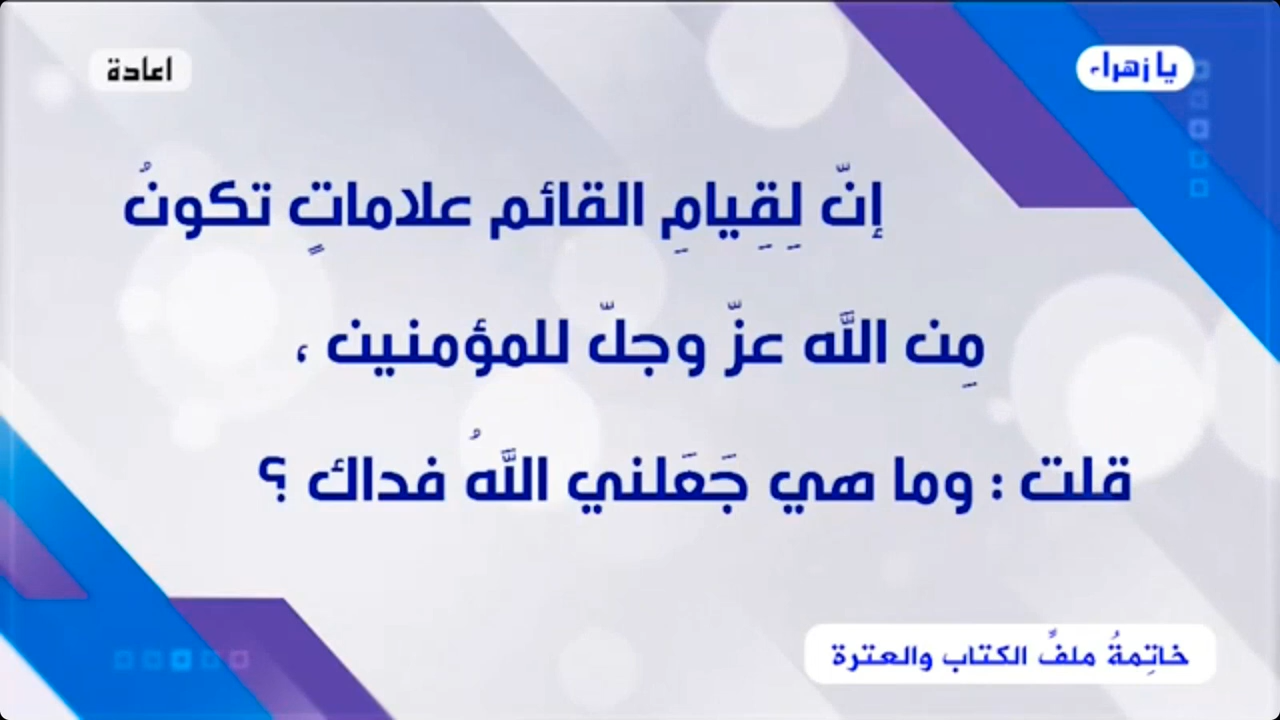 يا زهراء
اعادة
إنّ لِقِيامِ القائم علاماتٍ تكونُ
مِن اللَّه عزّ وجلّ للمؤمنين ،
قلت : وما هي جَعَلني اللَّهُ فداك ؟
خاتِمةُ ملفِّ الكتاب والعترة